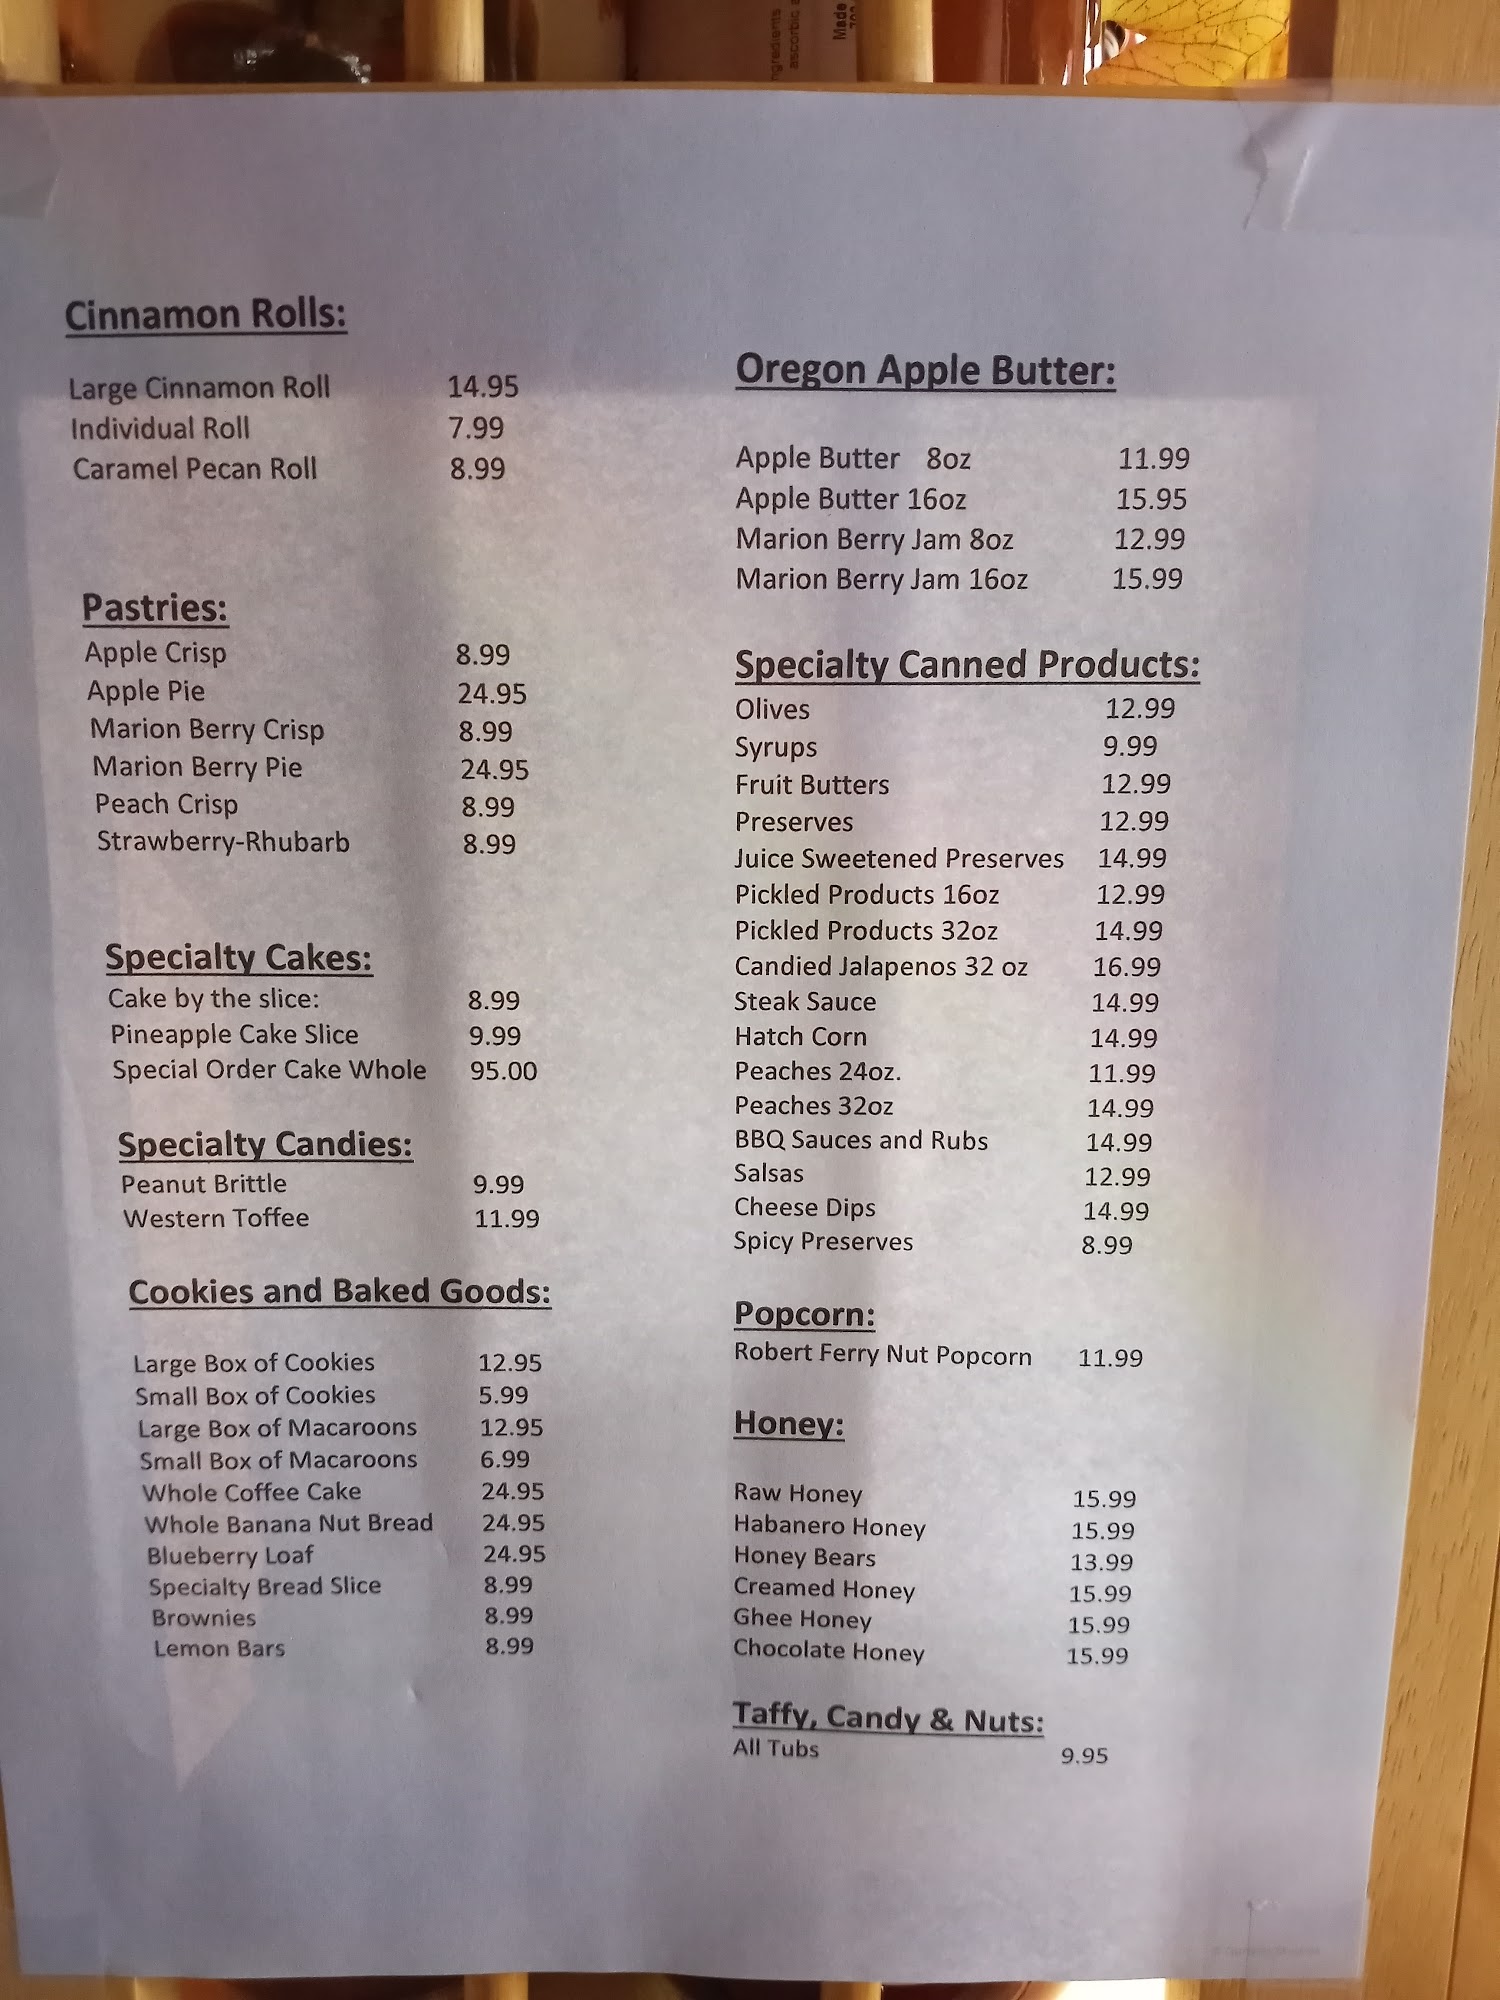 ngredients
ascorbic a
Made
Cinnamon Rolls:
Large Cinnamon Roll 14.95
Individual Roll 7.99
Caramel Pecan Roll 8.99
Pastries:
Apple Crisp 8.99
Apple Pie 24.95
Marion Berry Crisp 8.99
Marion Berry Pie 24.95
Peach Crisp 8.99
Strawberry-Rhubarb 8.99
Specialty Cakes:
Cake by the slice: 8.99
Pineapple Cake Slice 9.99
Special Order Cake Whole 95.00
Specialty Candies:
Peanut Brittle 9.99
Western Toffee 11.99
Cookies and Baked Goods:
Large Box of Cookies 12.95
Small Box of Cookies 5.99
Large Box of Macaroons 12.95
Small Box of Macaroons 6.99
Whole Coffee Cake 24.95
Whole Banana Nut Bread 24.95
Blueberry Loaf 24.95
Specialty Bread Slice 8.99
Brownies 8.99
Lemon Bars 8.99
Oregon Apple Butter:
Apple Butter 8oz 11.99
Apple Butter 16oz 15.95
Marion Berry Jam 8oz 12.99
Marion Berry Jam 16oz 15.99
Specialty Canned Products:
Olives 12.99
Syrups 9.99
Fruit Butters 12.99
Preserves 12.99
Juice Sweetened Preserves 14.99
Pickled Products 16oz 12.99
Pickled Products 32oz 14.99
Candied Jalapenos 32 oz 16.99
Steak Sauce 14.99
Hatch Corn 14.99
Peaches 24oz. 11.99
Peaches 32oz 14.99
BBQ Sauces and Rubs 14.99
Salsas 12.99
Cheese Dips 14.99
Spicy Preserves 8.99
Popcorn:
Robert Ferry Nut Popcorn 11.99
Honey:
Raw Honey 15.99
Habanero Honey 15.99
Honey Bears 13.99
Creamed Honey 15.99
Ghee Honey 15.99
Chocolate Honey 15.99
Taffy, Candy & Nuts:
All Tubs 9.95